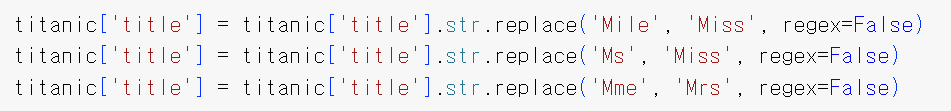 titanic['title'] = titanic['title'].str.replace('Mile', 'Miss', regex=False)
titanic['title'] = titanic['title'].str.replace('Ms', 'Miss', regex=False)
titanic['title'] = titanic['title'].str.replace('Mme', 'Mrs', regex=False)